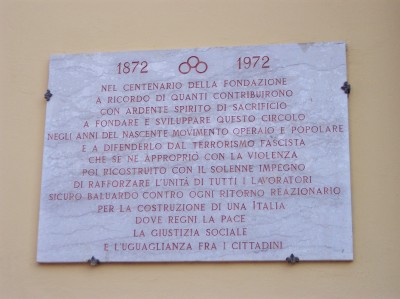 1872 1972
NEL CENTENARIO DELLA FONDAZIONE
A RICORDO DI QUANTI CONTRIBUIRONO
CON ARDENTE SPIRITO DI SACRIFICIO
A FONDARE E SVILUPPARE QUESTO CIRCOLO
NEGLI ANNI DEL NASCENTE MOVIMENTO OPERAIO E POPOLARE
E A DIFENDERLO DAL TERRORISMO FASCISTA
CHE SE NE APPROPRIÒ CON LA VIOLENZA
POI RICOSTRUITO CON IL SOLENNE IMPEGNO
DI RAFFORZARE L'UNITÀ DI TUTTI I LAVORATORI
SICURO BALUARDO CONTRO OGNI RITORNO REAZIONARIO
PER LA COSTRUZIONE DI UNA ITALIA
DOVE REGNI LA PACE
LA GIUSTIZIA SOCIALE
E L'UGUAGLIANZA FRA I CITTADINI